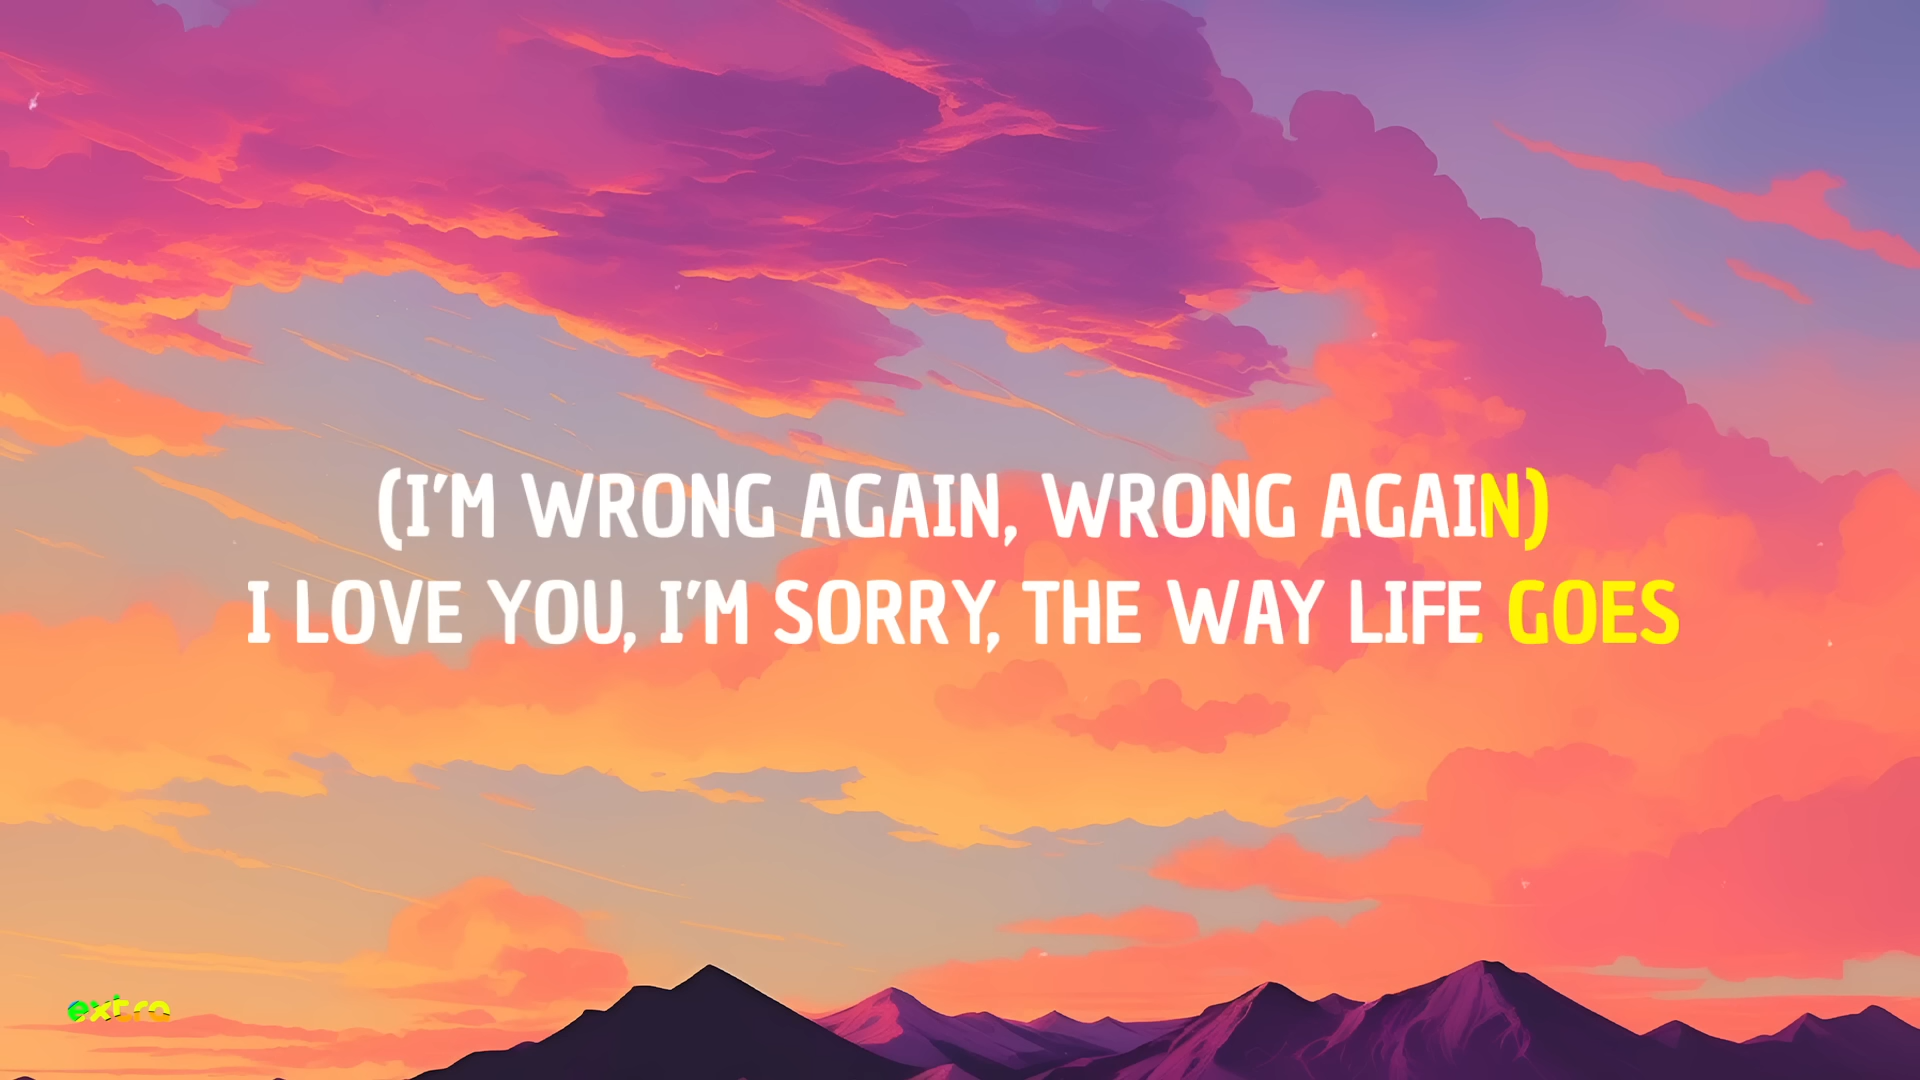 (I'M WRONG AGAIN, WRONG AGAIN)
I LOVE YOU, I'M SORRY, THE WAY LIFE GOES
extra